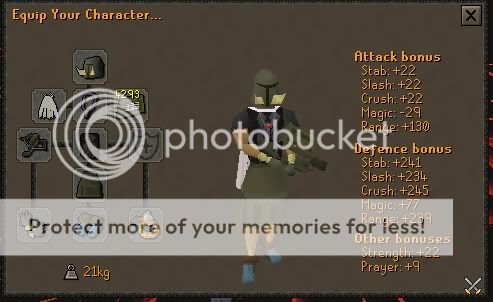 Equip Your Character...
Attack bonus
Stab: +22
Slash: +22
Crush: +22
Magic: -29
Range: +130
4293
photobucket
Defence bonus
Stab: +241
Slash: +234
Crush: +245
Magic: +77
Range: +239
Protect more of your memories for less!
Other bonuses
Strength: +22
Prayer: +9
21kg